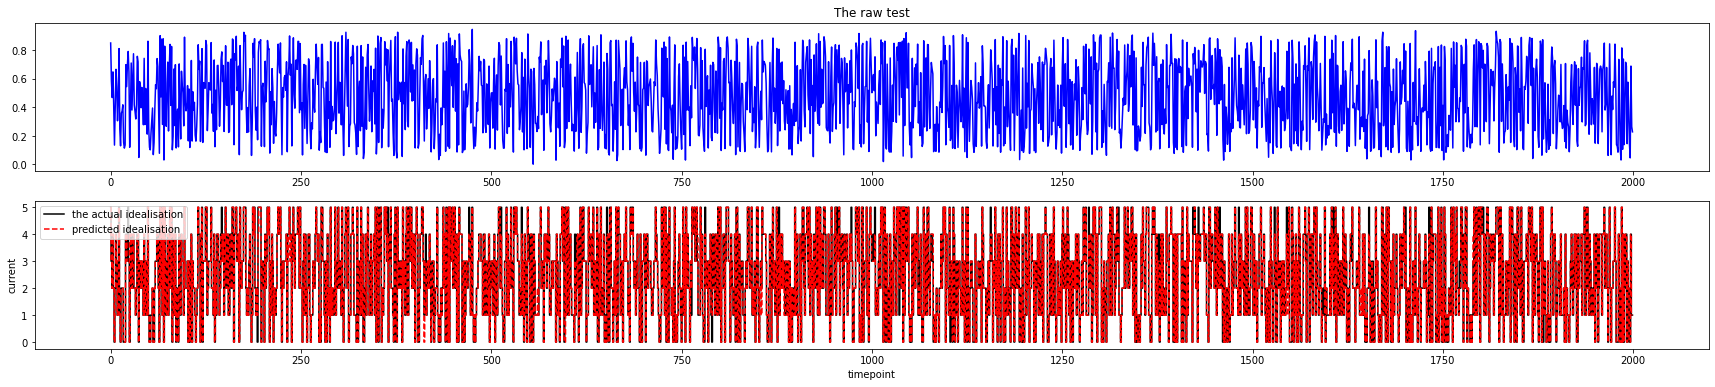 The raw test
0.8
0.6
0.4
0.2
0.0
0 250 500 750 1000 1250 1500 1750 2000
5
4
3
2
1
0
current
the actual idealisation
predicted idealisation
0 250 500 750 1000 1250 1500 1750 2000
timepoint